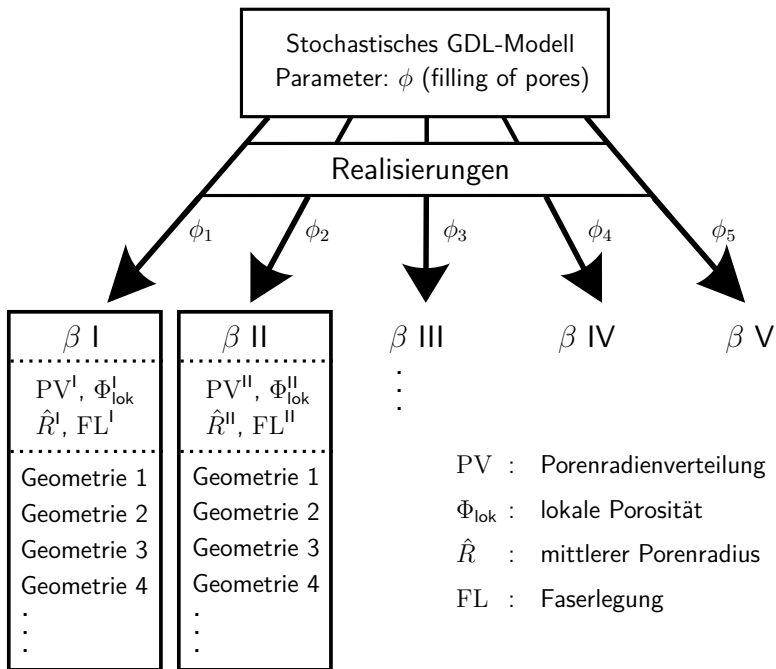 Stochastisches GDL-Modell
Parameter: ϕ (filling of pores)
Realisierungen
ϕ₁ ϕ₂ ϕ₃ ϕ₄ ϕ₅
β I β II β III β IV β V
PVᴵ, Φˡₗₒₖ PVᴵᴵ, Φᴵᴵₗₒₖ
R̂ᴵ, FLᴵ R̂ᴵᴵ, FLᴵᴵ
Geometrie 1 Geometrie 1
Geometrie 2 Geometrie 2
Geometrie 3 Geometrie 3
Geometrie 4 Geometrie 4
PV : Porenradienverteilung
Φₗₒₖ : lokale Porosität
R̂ : mittlerer Porenradius
FL : Faserlegung